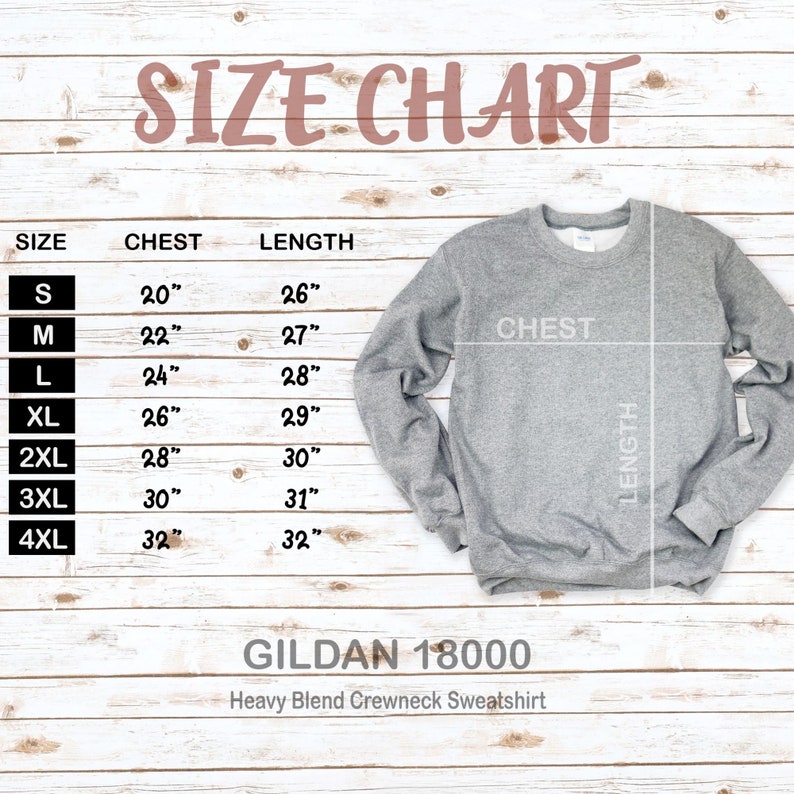 SIZE CHART
SIZE CHEST LENGTH
S 20” 26”
M 22” 27”
L 24” 28”
XL 26” 29”
2XL 28” 30”
3XL 30” 31”
4XL 32” 32”
CHEST
LENGTH
GILDAN 18000
Heavy Blend Crewneck Sweatshirt